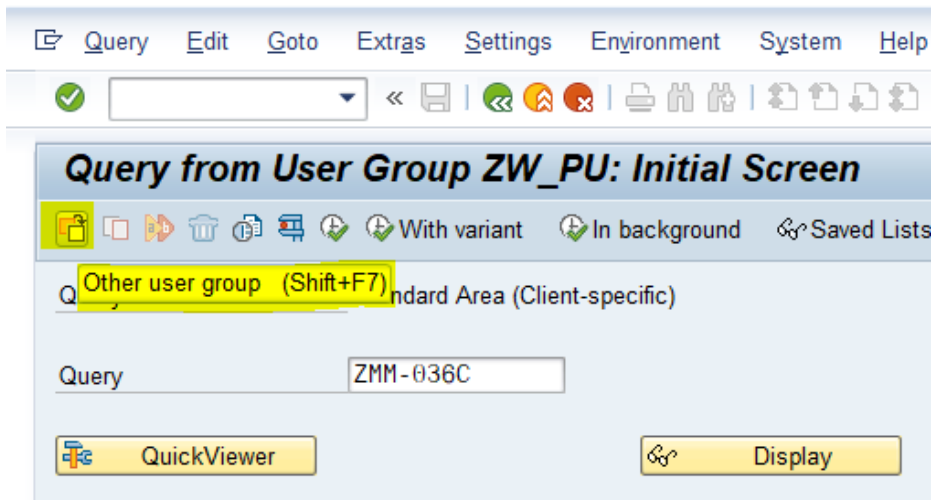 Query Edit Goto Extras Settings Environment System Help
Query from User Group ZW_PU: Initial Screen
With variant In background Saved Lists
Other user group (Shift+F7)
ndard Area (Client-specific)
Query ZMM-036C
QuickViewer Display